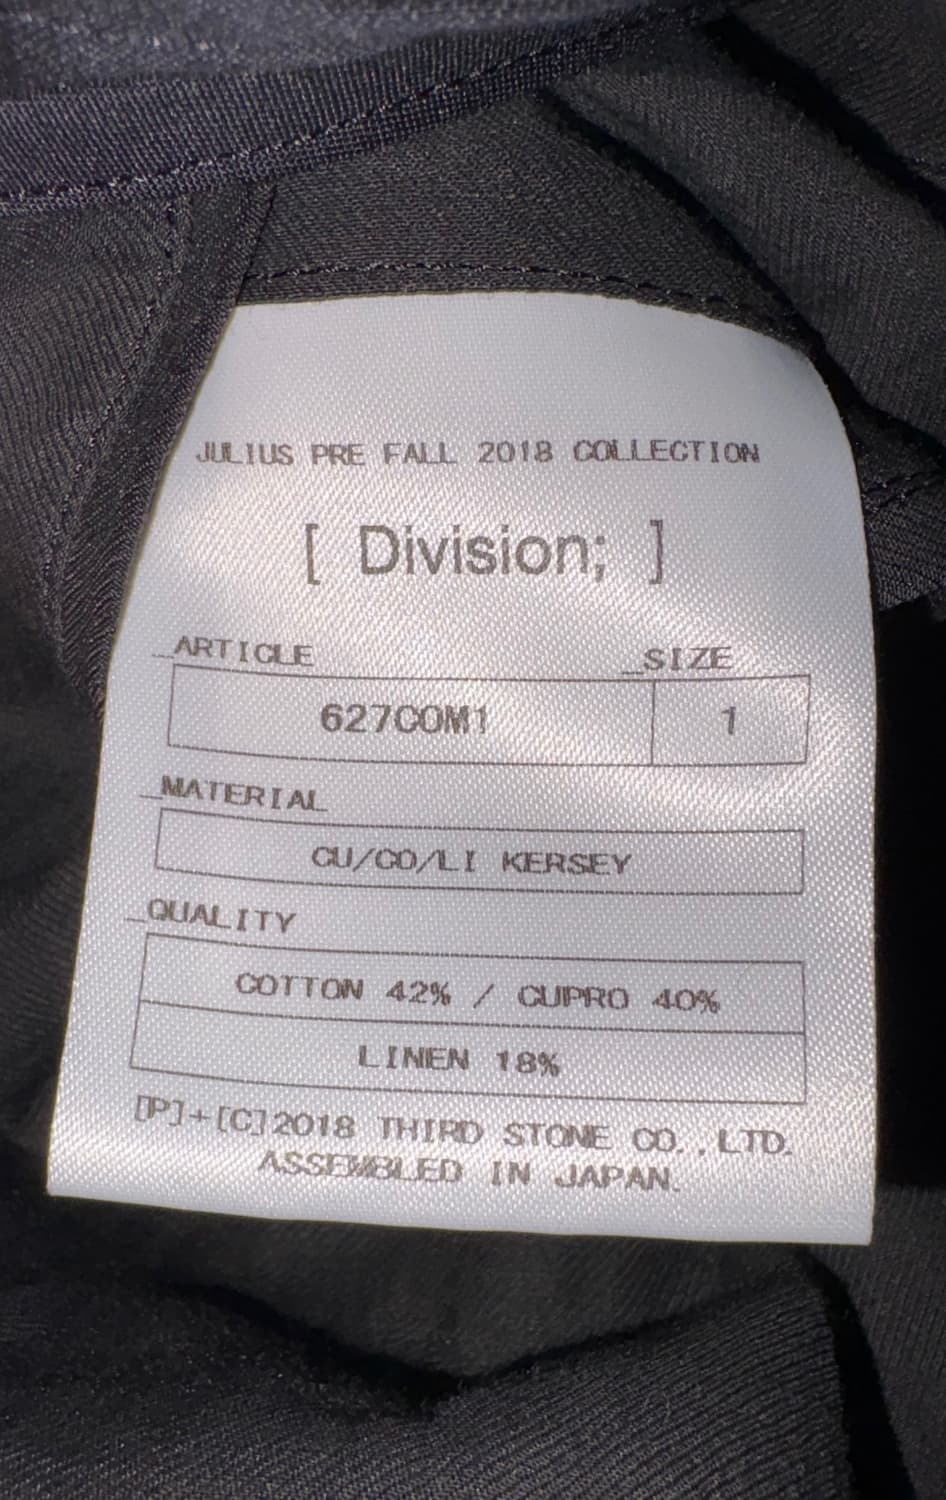 JULIUS PRE FALL 2018 COLLECTION
[ Division; ]
_ARTICLE _SIZE
627COM1 1
_MATERIAL
CU/CO/LI KERSEY
_QUALITY
COTTON 42% / CUPRO 40%
LINEN 18%
[P]+[C]2018 THIRD STONE CO.,LTD.
ASSEMBLED IN JAPAN.